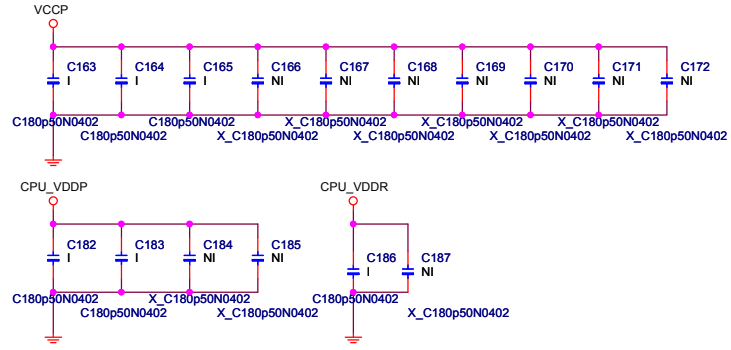 VCCP
C163 C164 C165 C166 C167 C168 C169 C170 C171 C172
I I I NI NI NI NI NI NI NI
C180p50N0402 C180p50N0402 X_C180p50N0402 X_C180p50N0402 X_C180p50N0402
C180p50N0402 X_C180p50N0402 X_C180p50N0402 X_C180p50N0402 X_C180p50N0402
CPU_VDDP CPU_VDDR
C182 C183 C184 C185 C186 C187
I I NI NI I NI
C180p50N0402 X_C180p50N0402 C180p50N0402
C180p50N0402 X_C180p50N0402 X_C180p50N0402